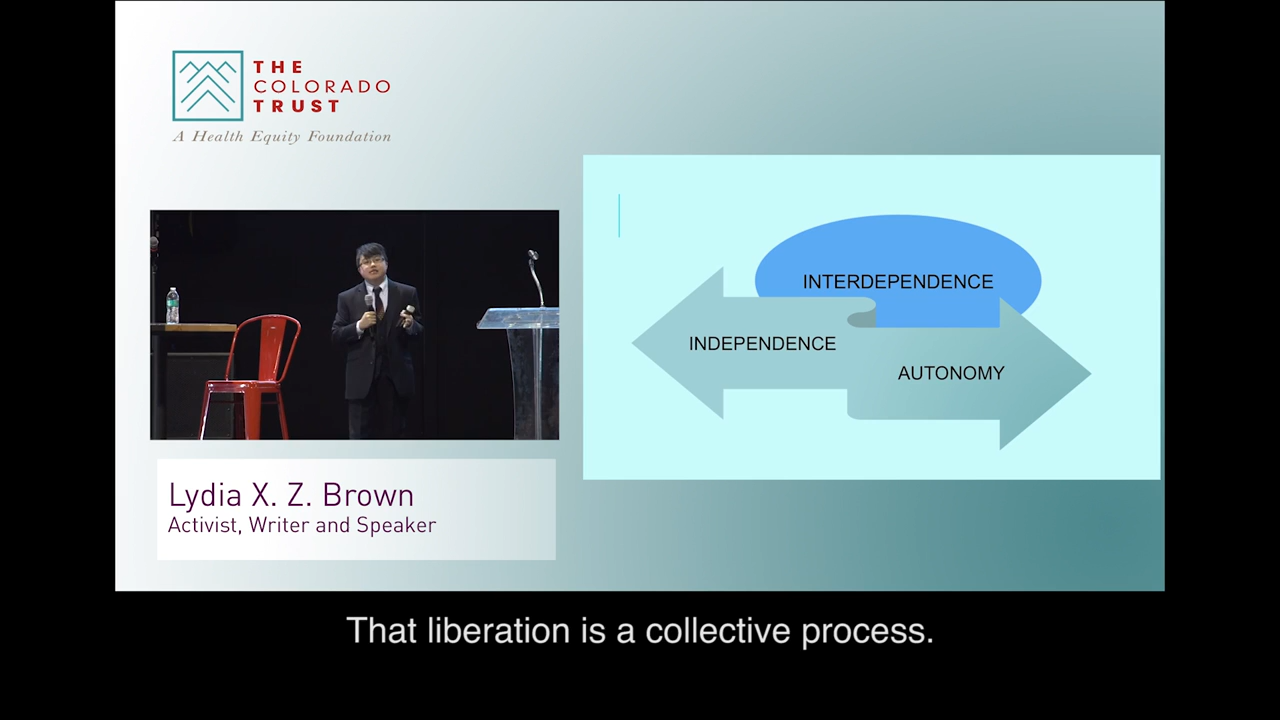 THE
COLORADO
TRUST
A Health Equity Foundation
INTERDEPENDENCE
INDEPENDENCE
AUTONOMY
Lydia X. Z. Brown
Activist, Writer and Speaker
That liberation is a collective process.